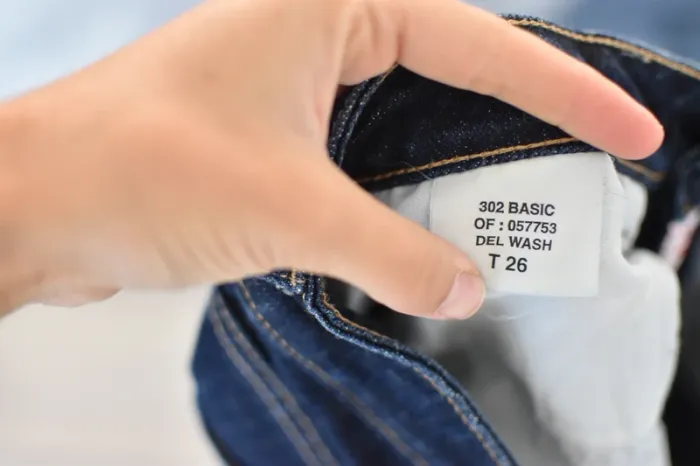 302 BASIC
OF : 057753
DEL WASH
T 26